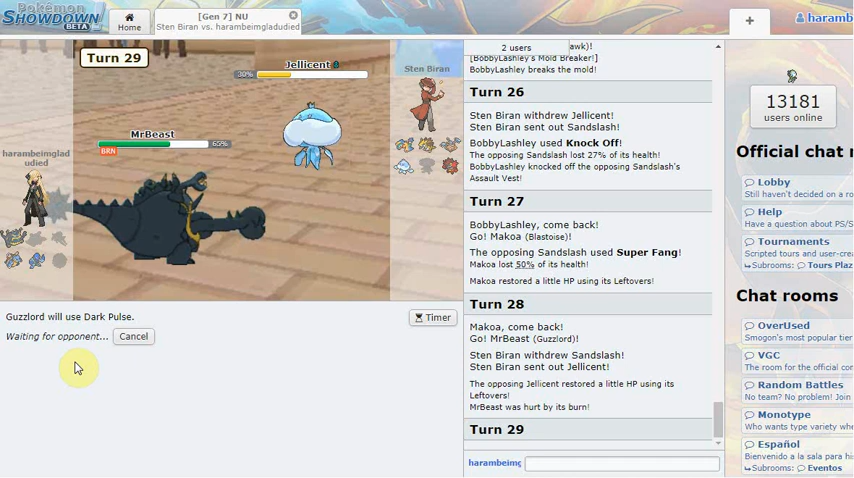 Pokémon
SHOWDOWN
BETA
Home
[Gen 7] NU
Sten Biran vs. harambeimgladudied
+
haramb
Turn 29
Jellicent
30%
MrBeast
65%
BRN
harambeimgla
dudied
Sten Biran
Guzzlord will use Dark Pulse.
Waiting for opponent...
Cancel
Timer
2 users
awk)!
[BobbyLashley's Mold Breaker!]
BobbyLashley breaks the mold!
Turn 26
Sten Biran withdrew Jellicent!
Sten Biran sent out Sandslash!
BobbyLashley used Knock Off!
The opposing Sandslash lost 27% of its health!
BobbyLashley knocked off the opposing Sandslash's
Assault Vest!
Turn 27
BobbyLashley, come back!
Go! Makoa (Blastoise)!
The opposing Sandslash used Super Fang!
Makoa lost 50% of its health!
Makoa restored a little HP using its Leftovers!
Turn 28
Makoa, come back!
Go! MrBeast (Guzzlord)!
Sten Biran withdrew Sandslash!
Sten Biran sent out Jellicent!
The opposing Jellicent restored a little HP using its
Leftovers!
MrBeast was hurt by its burn!
Turn 29
harambeimg
13181
users online
Official chat r
Lobby
Still haven't decided on a ro
Help
Have a question about PS/S
Tournaments
Scripted tours and user-crea
Subrooms: Tours Plaz
Chat rooms
OverUsed
Smogon's most popular tier
VGC
The room for the official con
Random Battles
No team? No problem! Join
Monotype
Who wants type variety whe
Español
Bienvenido a la sala para hi
Subrooms: Eventos